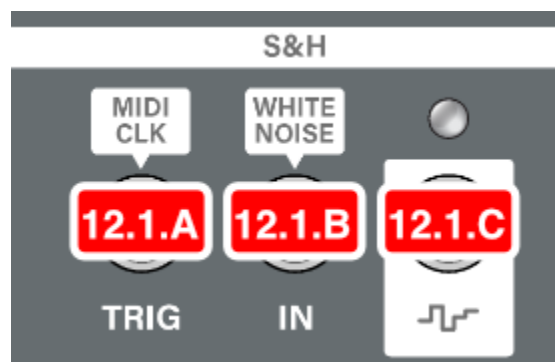 S&H
MIDI
CLK
WHITE
NOISE
12.1.A
12.1.B
12.1.C
TRIG
IN